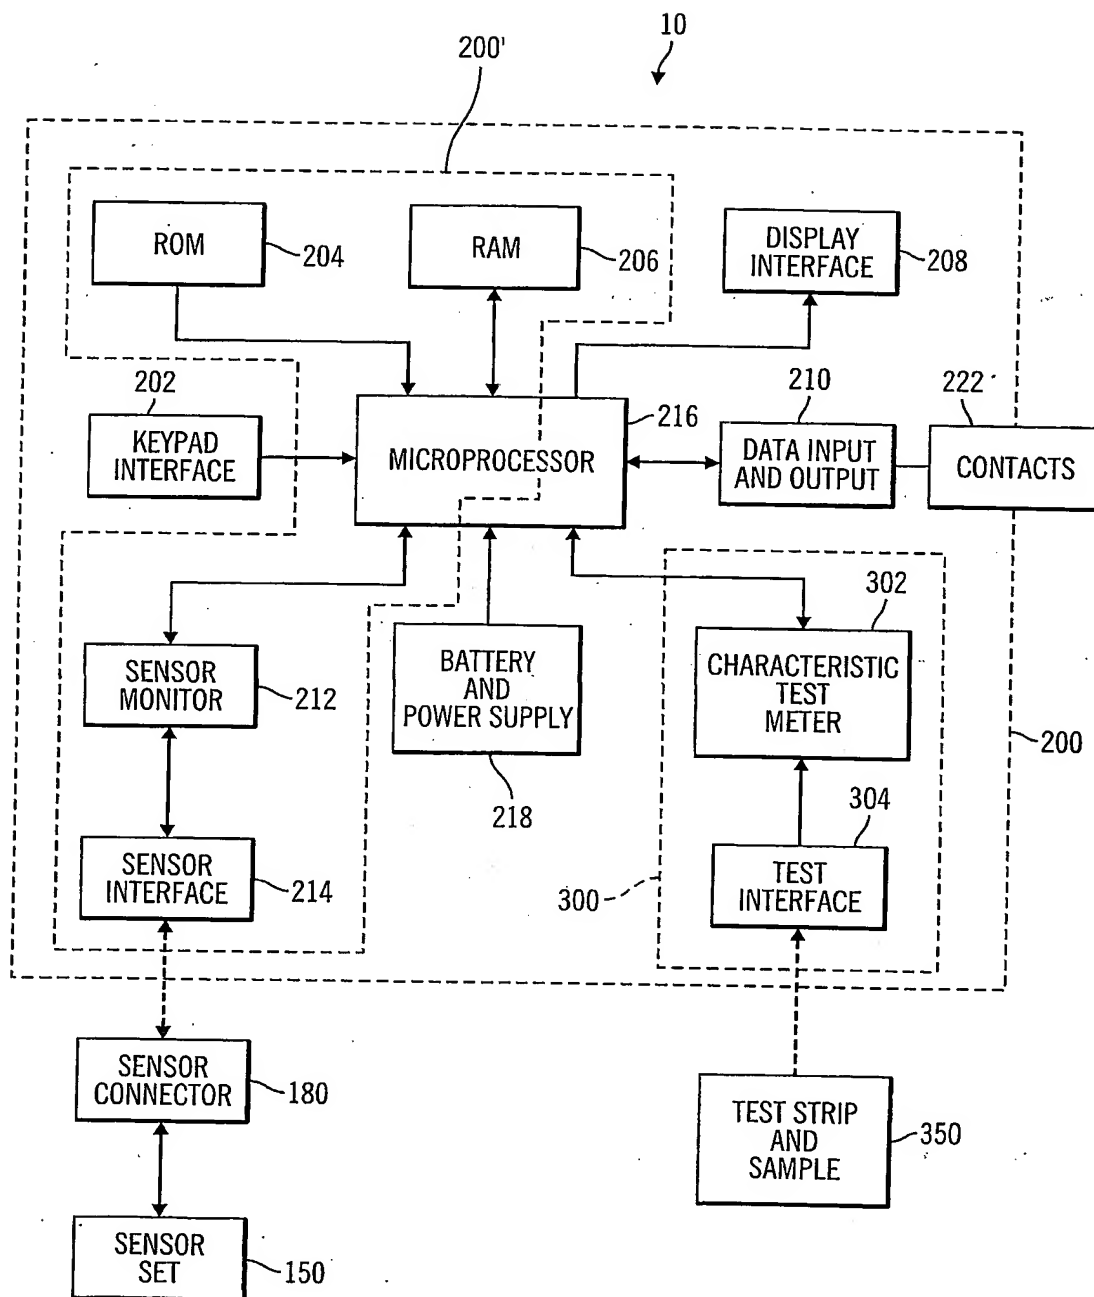 10
200'
ROM
204
RAM
206
DISPLAY
INTERFACE
208
202
KEYPAD
INTERFACE
MICROPROCESSOR
216
210
DATA INPUT
AND OUTPUT
222
CONTACTS
SENSOR
MONITOR
212
BATTERY
AND
POWER SUPPLY
218
302
CHARACTERISTIC
TEST
METER
200
SENSOR
INTERFACE
214
304
TEST
INTERFACE
300
SENSOR
CONNECTOR
180
TEST STRIP
AND
SAMPLE
350
SENSOR
SET
150